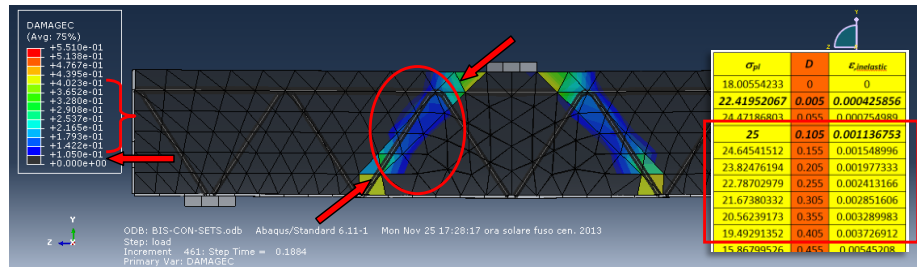 DAMAGEC
(Avg: 75%)
+5.510e-01
+5.138e-01
+4.767e-01
+4.395e-01
+4.023e-01
+3.652e-01
+3.280e-01
+2.908e-01
+2.537e-01
+2.165e-01
+1.793e-01
+1.422e-01
+1.050e-01
+0.000e+00
Y
Z
X
ODB: BIS-CON-SETS.odb Abaqus/Standard 6.11-1 Mon Nov 25 17:28:17 ora solare fuso cen. 2013
Step: load
Increment 461: Step Time = 0.1884
Primary Var: DAMAGEC
Y
Z
σpl D ε,inelastic
18.00554233 0 0
22.41952067 0.005 0.000425856
24.47186803 0.055 0.000754989
25 0.105 0.001136753
24.64541512 0.155 0.001548996
23.82476194 0.205 0.001977333
22.78702979 0.255 0.002413166
21.67380332 0.305 0.002851606
20.56239173 0.355 0.003289983
19.49291352 0.405 0.003726912
15.86799526 0.455 0.00545208